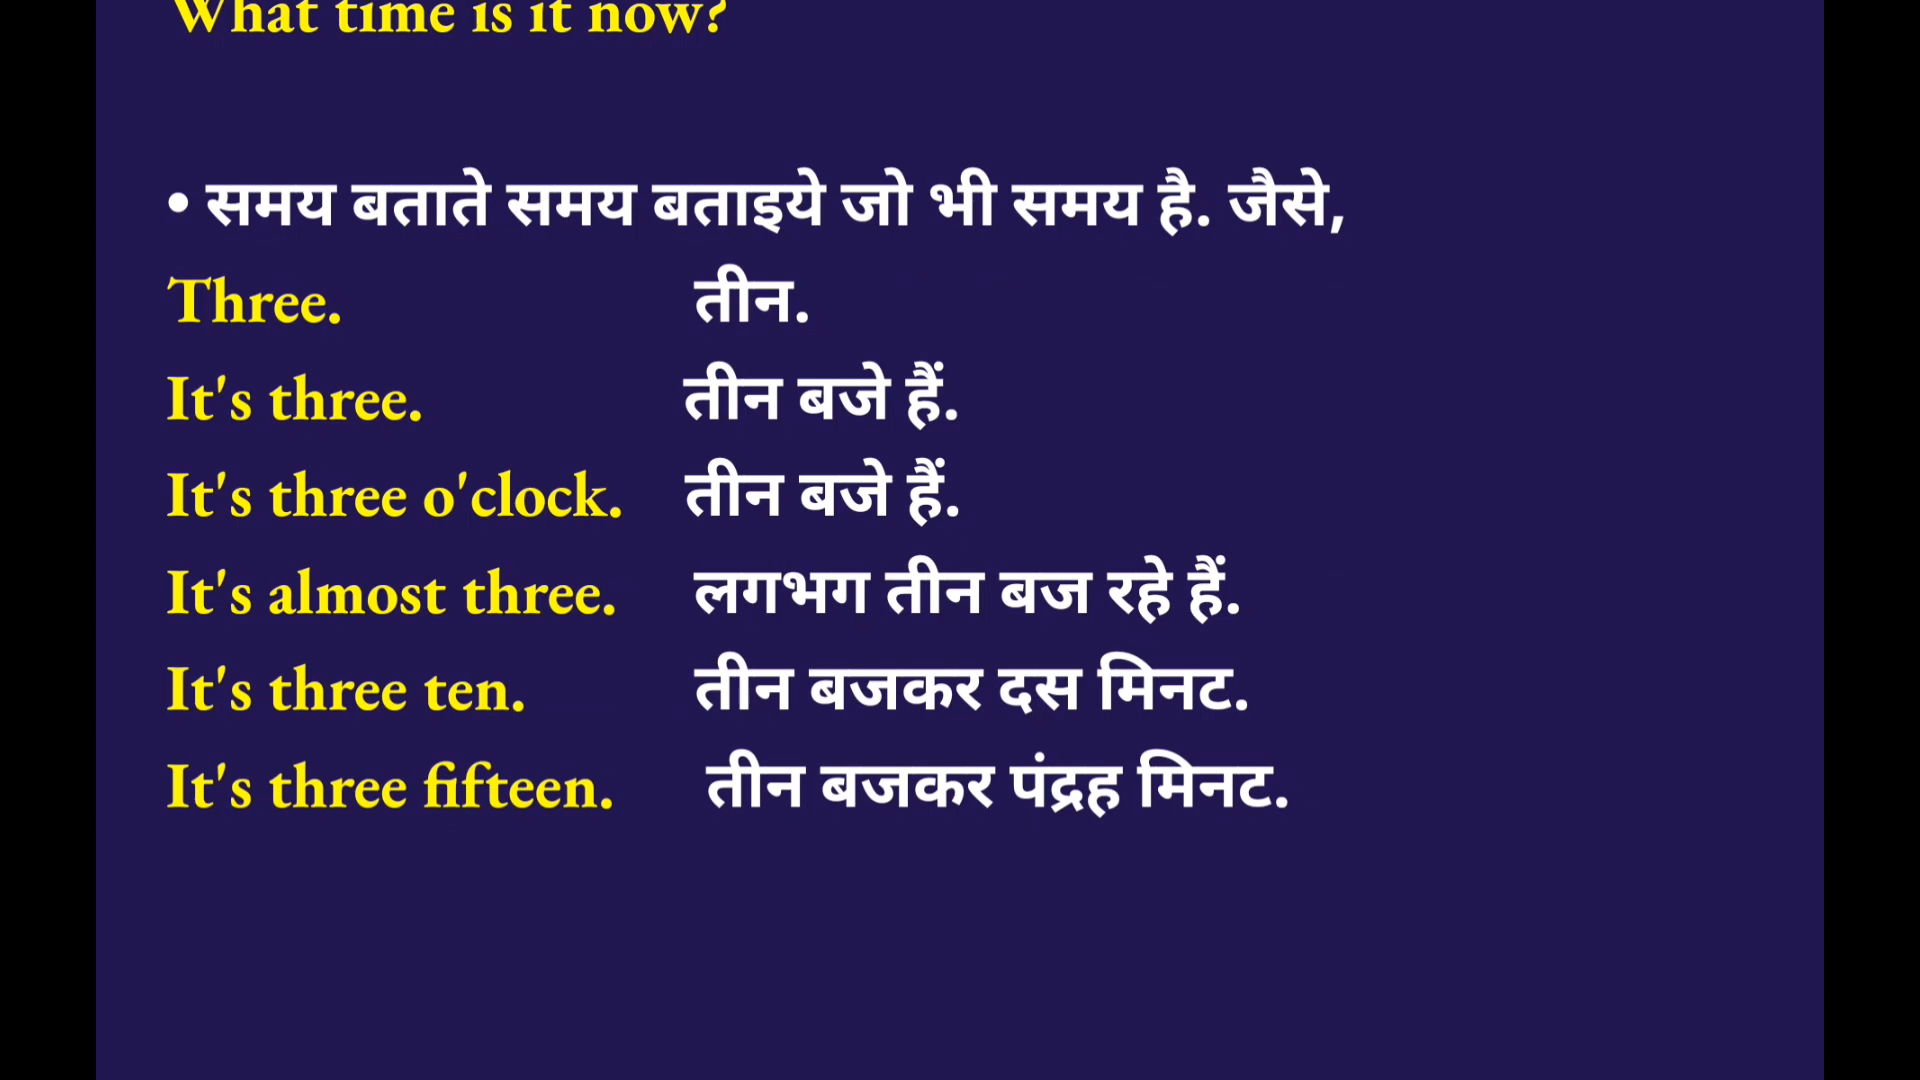 What time is it now?
• समय बताते समय बताइये जो भी समय है. जैसे,
Three. तीन.
It's three. तीन बजे हैं.
It's three o'clock. तीन बजे हैं.
It's almost three. लगभग तीन बज रहे हैं.
It's three ten. तीन बजकर दस मिनट.
It's three fifteen. तीन बजकर पंद्रह मिनट.